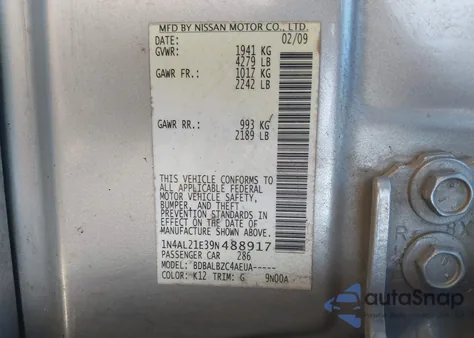 MFD BY NISSAN MOTOR CO., LTD.
DATE: 02/09
GVWR: 1941 KG
4279 LB
GAWR FR.: 1017 KG
2242 LB
GAWR RR.: 993 KG
2189 LB
THIS VEHICLE CONFORMS TO
ALL APPLICABLE FEDERAL
MOTOR VEHICLE SAFETY,
BUMPER, AND THEFT
PREVENTION STANDARDS
IN EFFECT ON THE DATE OF
MANUFACTURE SHOWN ABOVE.
1N4AL21E39N488917
PASSENGER CAR 286
MODEL: BDBALBZC4AEUA-----
COLOR: K12 TRIM: G 9N00A
R BX
autoSnap